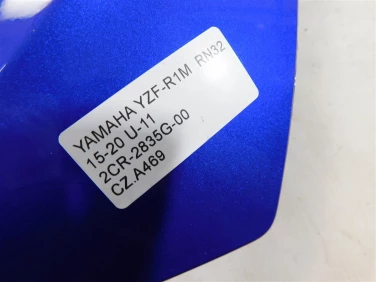 YAMAHA YZF-R1M RN32
15-20 U-11
2CR-2835G-00
CZ.A469